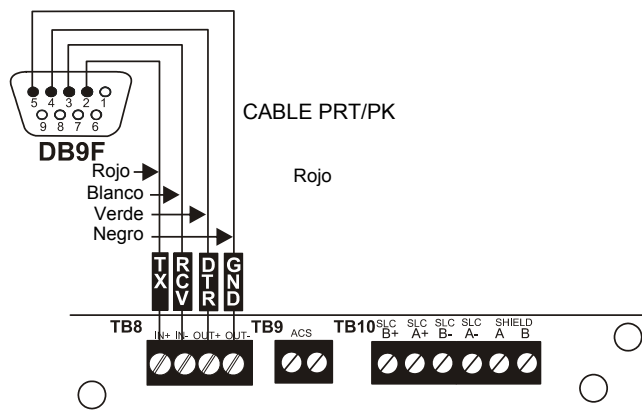 5 4 3 2 1
9 8 7 6
DB9F
CABLE PRT/PK
Rojo
Rojo
Blanco
Verde
Negro
TX
RCV
DTR
GND
TB8
IN+ IN- OUT+ OUT-
TB9
ACS
TB10
SLC B+
SLC A+
SLC B-
SLC A-
SHIELD
A B